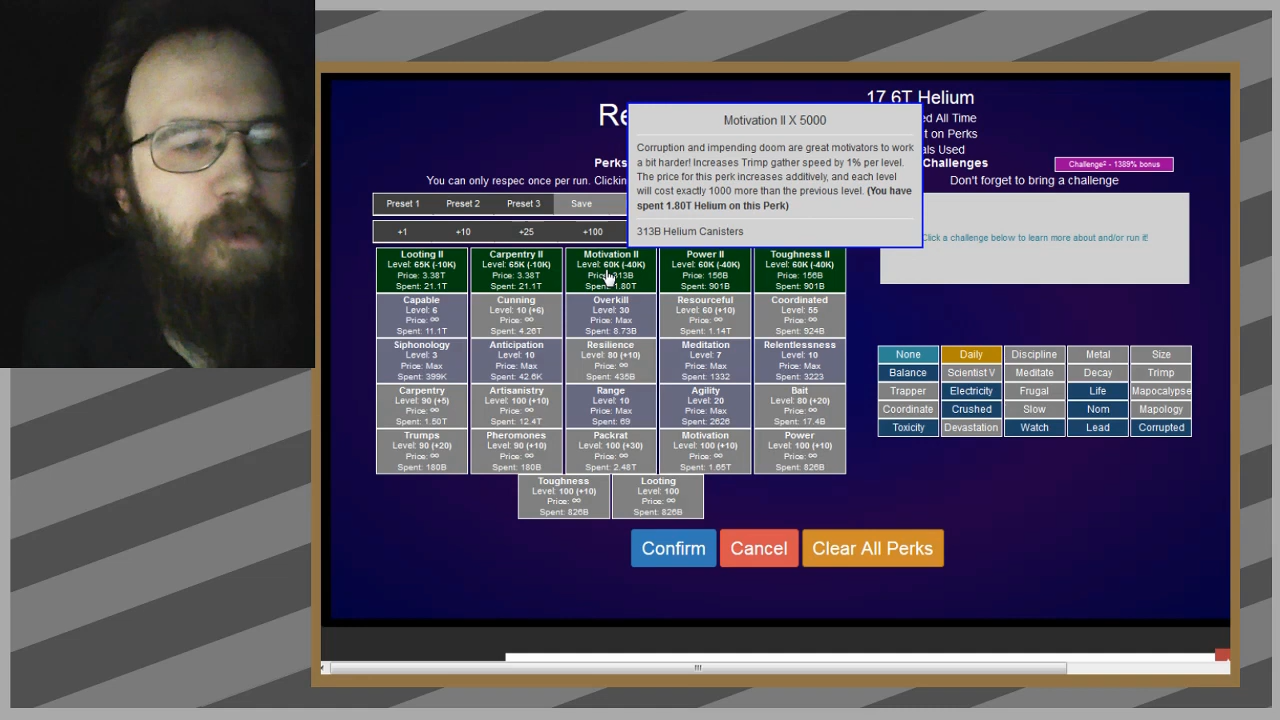 17.6T Helium
Re
ed All Time
t on Perks
als Used
Perks
Challenges
Challenge² - 1389% bonus
You can only respec once per run. Clickin
Don't forget to bring a challenge
Motivation II X 5000
Corruption and impending doom are great motivators to work
a bit harder! Increases Trimp gather speed by 1% per level.
The price for this perk increases additively, and each level
will cost exactly 1000 more than the previous level. (You have
spent 1.80T Helium on this Perk)
313B Helium Canisters
Preset 1 Preset 2 Preset 3 Save
+1 +10 +25 +100
Click a challenge below to learn more about and/or run it!
Looting II Carpentry II Motivation II Power II Toughness II
Level: 65K (-10K) Level: 65K (-10K) Level: 60K (-40K) Level: 60K (-40K) Level: 60K (-40K)
Price: 3.38T Price: 3.38T Price: 313B Price: 156B Price: 156B
Spent: 21.1T Spent: 21.1T Spent: 1.80T Spent: 901B Spent: 901B
Capable Cunning Overkill Resourceful Coordinated
Level: 6 Level: 10 (+6) Level: 30 Level: 60 (+10) Level: 55
Price: Max Price: ∞ Price: Max Price: ∞ Price: ∞
Spent: 11.1T Spent: 4.26T Spent: 8.73B Spent: 1.14T Spent: 924B
Siphonology Anticipation Resilience Meditation Relentlessness
Level: 3 Level: 10 Level: 80 (+10) Level: 7 Level: 10
Price: Max Price: Max Price: ∞ Price: Max Price: Max
Spent: 399K Spent: 42.6K Spent: 435B Spent: 1332 Spent: 3223
Carpentry Artisanistry Range Agility Bait
Level: 90 (+5) Level: 100 (+10) Level: 10 Level: 20 Level: 80 (+20)
Price: ∞ Price: ∞ Price: Max Price: Max Price: ∞
Spent: 1.50T Spent: 12.4T Spent: 69 Spent: 2626 Spent: 17.4B
Trumps Pheromones Packrat Motivation Power
Level: 90 (+20) Level: 90 (+10) Level: 100 (+30) Level: 100 (+10) Level: 100 (+10)
Price: ∞ Price: ∞ Price: ∞ Price: ∞ Price: ∞
Spent: 180B Spent: 180B Spent: 2.48T Spent: 1.65T Spent: 826B
Toughness Looting
Level: 100 (+10) Level: 100
Price: ∞ Price: ∞
Spent: 826B Spent: 826B
None Daily Discipline Metal Size
Balance Scientist V Meditate Decay Trimp
Trapper Electricity Frugal Life Mapocalypse
Coordinate Crushed Slow Nom Mapology
Toxicity Devastation Watch Lead Corrupted
Confirm Cancel Clear All Perks